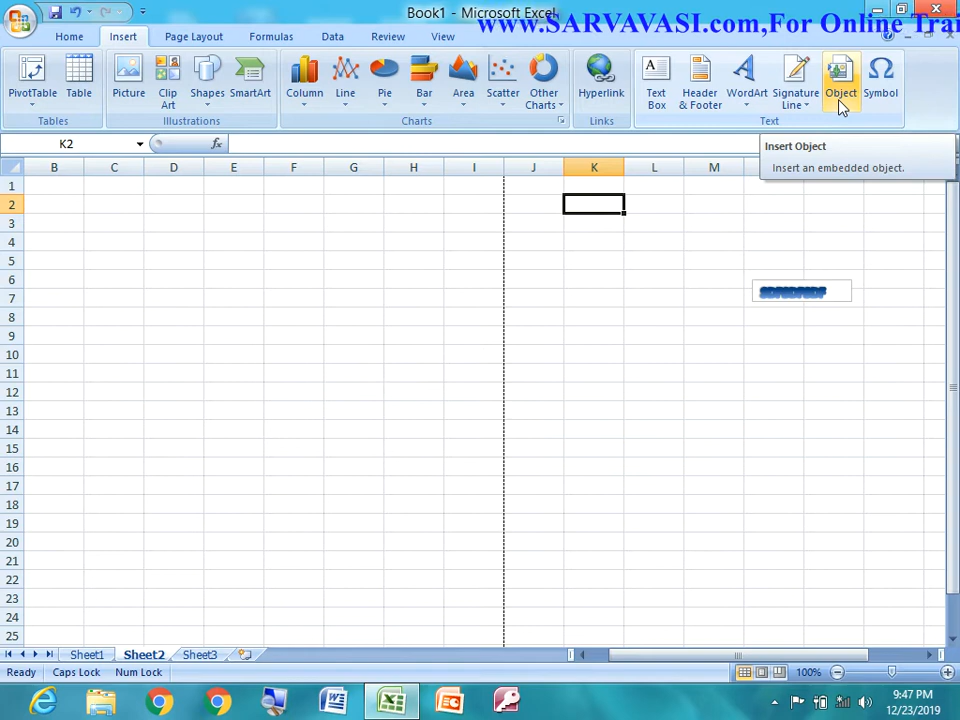 Book1 - Microsoft Excel
www.SARVAVASI.com,For Online Trai
Home Insert Page Layout Formulas Data Review View
PivotTable Table Picture Clip Art Shapes SmartArt Column Line Pie Bar Area Scatter Other Charts Hyperlink Text Box Header & Footer WordArt Signature Line Object Symbol
Tables Illustrations Charts Links Text
K2 fx
Insert Object
Insert an embedded object.
B C D E F G H I J K L M
1
2
3
4
5
6
7
8
9
10
11
12
13
14
15
16
17
18
19
20
21
22
23
24
25
Sheet1 Sheet2 Sheet3
Ready Caps Lock Num Lock 100%
9:47 PM
12/23/2019